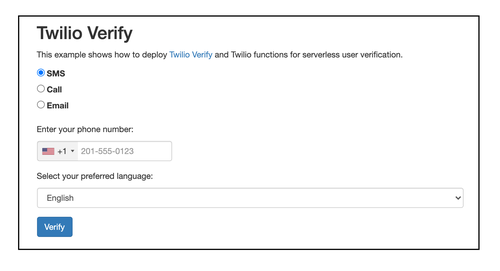 Twilio Verify
This example shows how to deploy Twilio Verify and Twilio functions for serverless user verification.
SMS
Call
Email
Enter your phone number:
+1 201-555-0123
Select your preferred language:
English
Verify